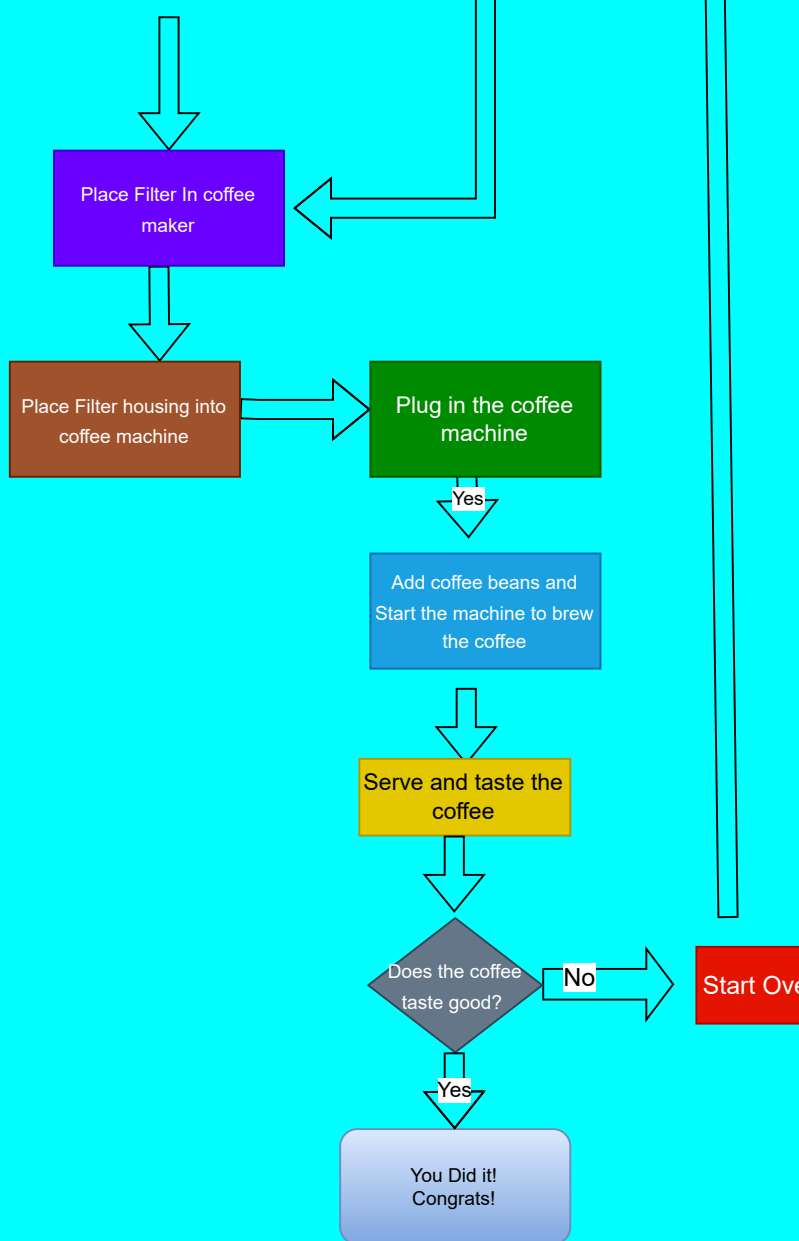 Place Filter In coffee
maker
Place Filter housing into
coffee machine
Plug in the coffee
machine
Yes
Add coffee beans and
Start the machine to brew
the coffee
Serve and taste the
coffee
Does the coffee
taste good?
No
Start Ove
Yes
You Did it!
Congrats!